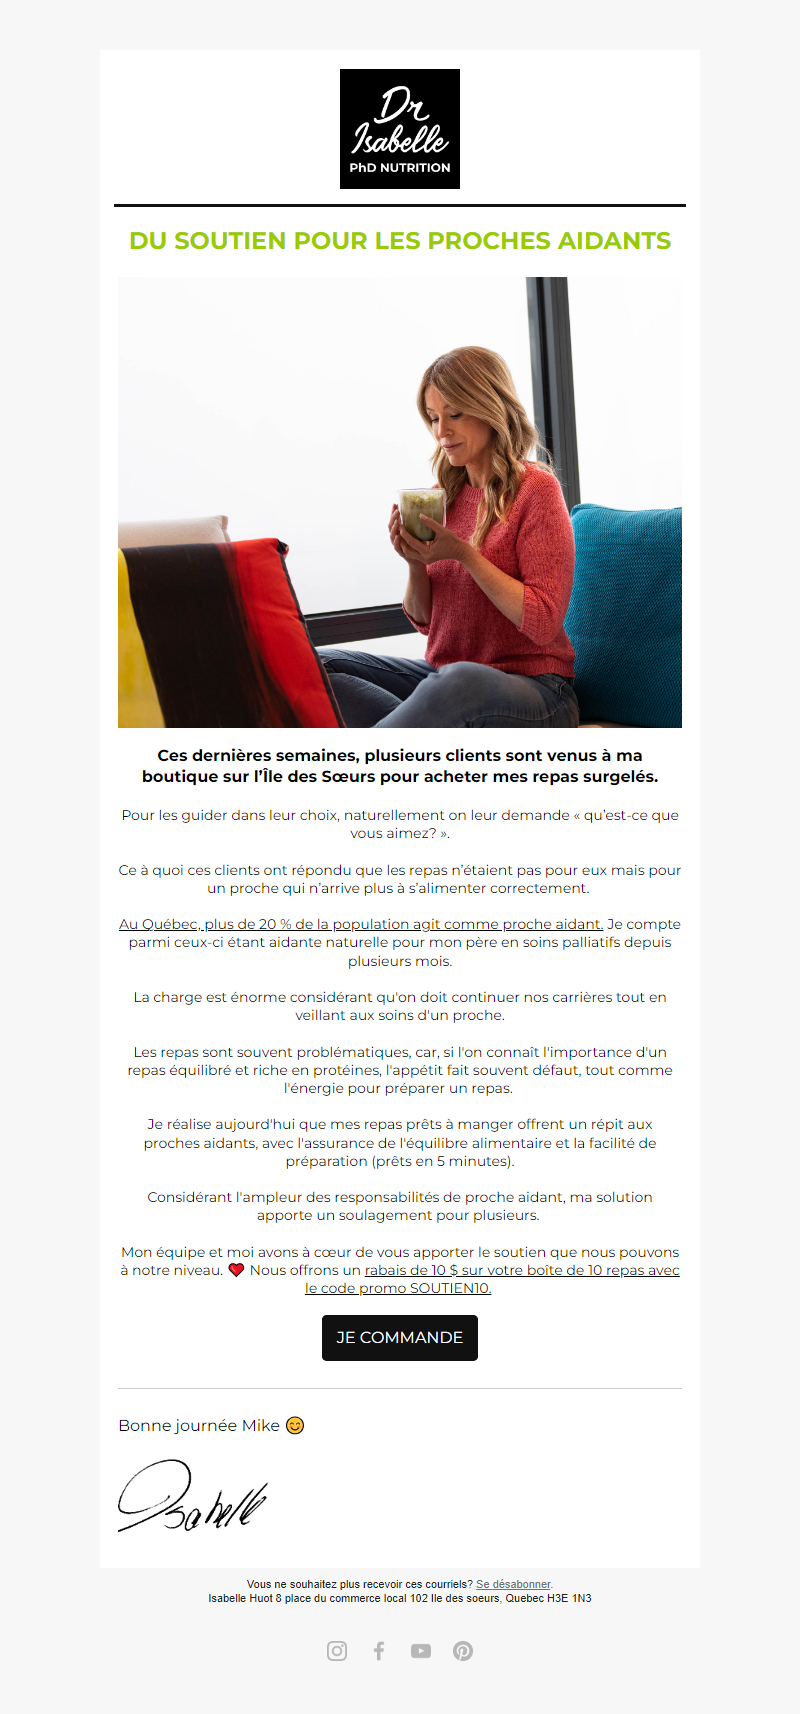 Dr
Isabelle
PhD NUTRITION
DU SOUTIEN POUR LES PROCHES AIDANTS
Ces dernières semaines, plusieurs clients sont venus à ma
boutique sur l’Île des Sœurs pour acheter mes repas surgelés.
Pour les guider dans leur choix, naturellement on leur demande « qu’est-ce que
vous aimez? ».
Ce à quoi ces clients ont répondu que les repas n’étaient pas pour eux mais pour
un proche qui n’arrive plus à s’alimenter correctement.
Au Québec, plus de 20 % de la population agit comme proche aidant. Je compte
parmi ceux-ci étant aidante naturelle pour mon père en soins palliatifs depuis
plusieurs mois.
La charge est énorme considérant qu'on doit continuer nos carrières tout en
veillant aux soins d'un proche.
Les repas sont souvent problématiques, car, si l'on connaît l'importance d'un
repas équilibré et riche en protéines, l'appétit fait souvent défaut, tout comme
l'énergie pour préparer un repas.
Je réalise aujourd'hui que mes repas prêts à manger offrent un répit aux
proches aidants, avec l'assurance de l'équilibre alimentaire et la facilité de
préparation (prêts en 5 minutes).
Considérant l'ampleur des responsabilités de proche aidant, ma solution
apporte un soulagement pour plusieurs.
Mon équipe et moi avons à cœur de vous apporter le soutien que nous pouvons
à notre niveau. ❤️ Nous offrons un rabais de 10 $ sur votre boîte de 10 repas avec
le code promo SOUTIEN10.
JE COMMANDE
Bonne journée Mike 😊
Isabelle
Vous ne souhaitez plus recevoir ces courriels? Se désabonner.
Isabelle Huot 8 place du commerce local 102 Ile des soeurs, Quebec H3E 1N3